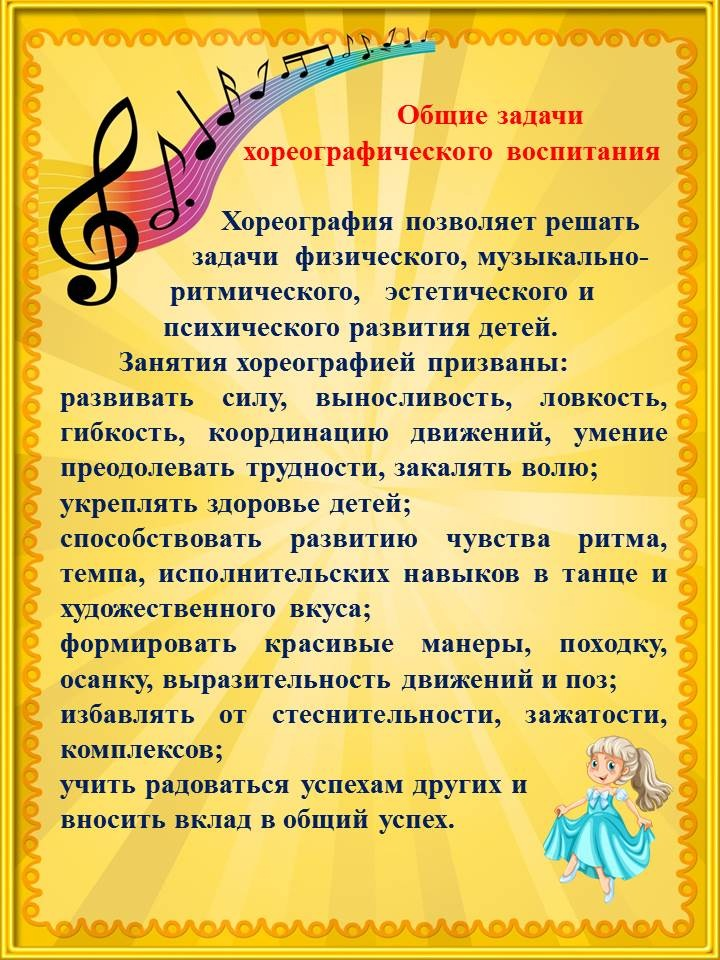 Общие задачи
хореографического воспитания
Хореография позволяет решать
задачи физического, музыкально-
ритмического, эстетического и
психического развития детей.
Занятия хореографией призваны:
развивать силу, выносливость, ловкость,
гибкость, координацию движений, умение
преодолевать трудности, закалять волю;
укреплять здоровье детей;
способствовать развитию чувства ритма,
темпа, исполнительских навыков в танце и
художественного вкуса;
формировать красивые манеры, походку,
осанку, выразительность движений и поз;
избавлять от стеснительности, зажатости,
комплексов;
учить радоваться успехам других и
вносить вклад в общий успех.